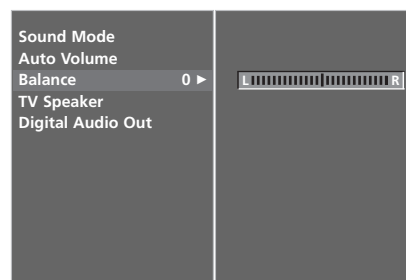 Sound Mode
Auto Volume
Balance 0 ►
L R
TV Speaker
Digital Audio Out